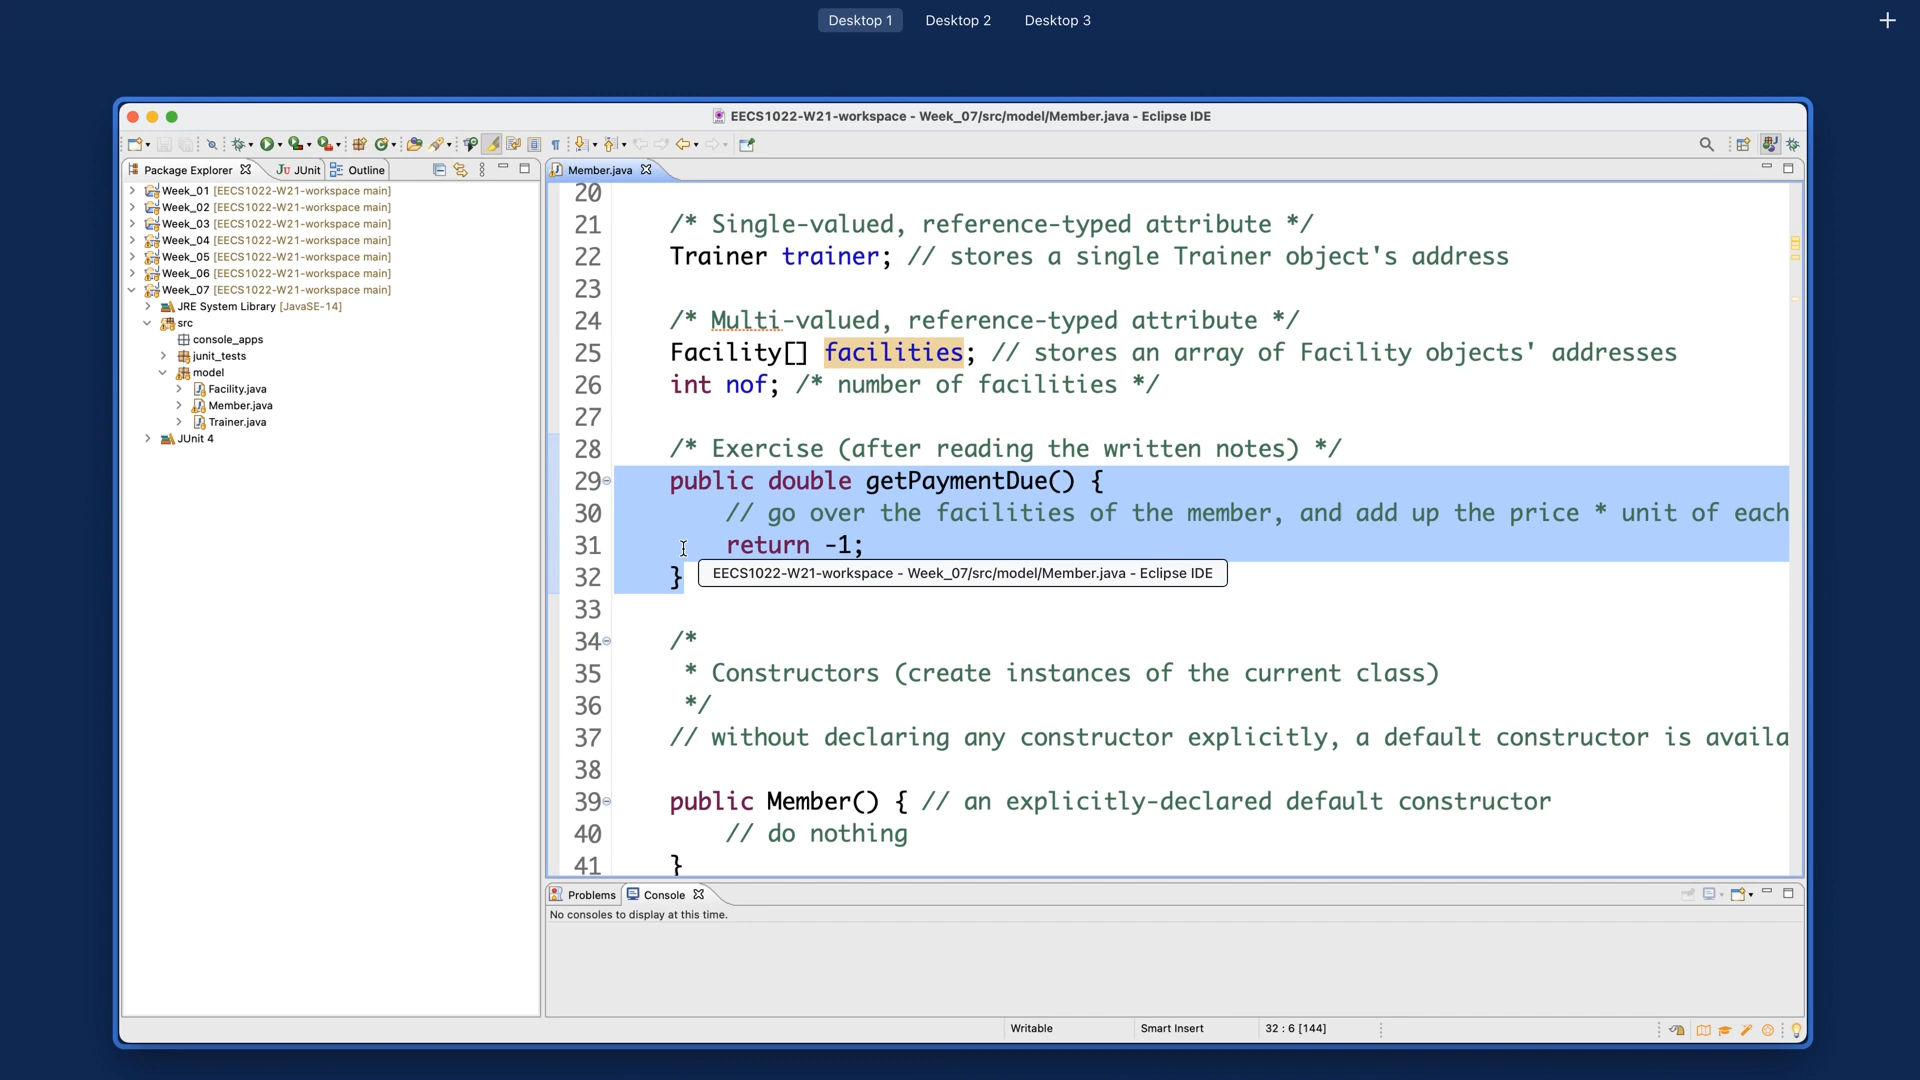 Desktop 1
Desktop 2
Desktop 3
EECS1022-W21-workspace - Week_07/src/model/Member.java - Eclipse IDE
Package Explorer
JUnit
Outline
Week_01 [EECS1022-W21-workspace main]
Week_02 [EECS1022-W21-workspace main]
Week_03 [EECS1022-W21-workspace main]
Week_04 [EECS1022-W21-workspace main]
Week_05 [EECS1022-W21-workspace main]
Week_06 [EECS1022-W21-workspace main]
Week_07 [EECS1022-W21-workspace main]
JRE System Library [JavaSE-14]
src
console_apps
junit_tests
model
Facility.java
Member.java
Trainer.java
JUnit 4
Member.java
20
21 /* Single-valued, reference-typed attribute */
22 Trainer trainer; // stores a single Trainer object's address
23
24 /* Multi-valued, reference-typed attribute */
25 Facility[] facilities; // stores an array of Facility objects' addresses
26 int nof; /* number of facilities */
27
28 /* Exercise (after reading the written notes) */
29 public double getPaymentDue() {
30 // go over the facilities of the member, and add up the price * unit of each
31 return -1;
32 }
EECS1022-W21-workspace - Week_07/src/model/Member.java - Eclipse IDE
33
34 /*
35 * Constructors (create instances of the current class)
36 */
37 // without declaring any constructor explicitly, a default constructor is availa
38
39 public Member() { // an explicitly-declared default constructor
40 // do nothing
41 }
Problems
Console
No consoles to display at this time.
Writable
Smart Insert
32 : 6 [144]